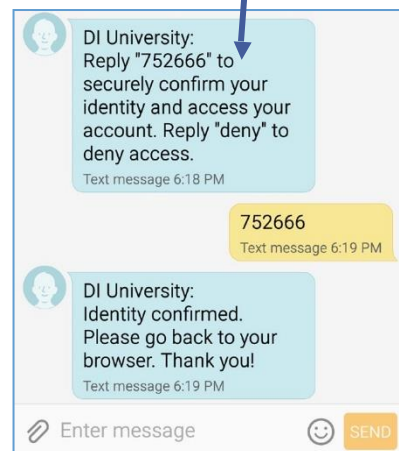 DI University:
Reply "752666" to
securely confirm your
identity and access your
account. Reply "deny" to
deny access.
Text message 6:18 PM
752666
Text message 6:19 PM
DI University:
Identity confirmed.
Please go back to your
browser. Thank you!
Text message 6:19 PM
Enter message
SEND